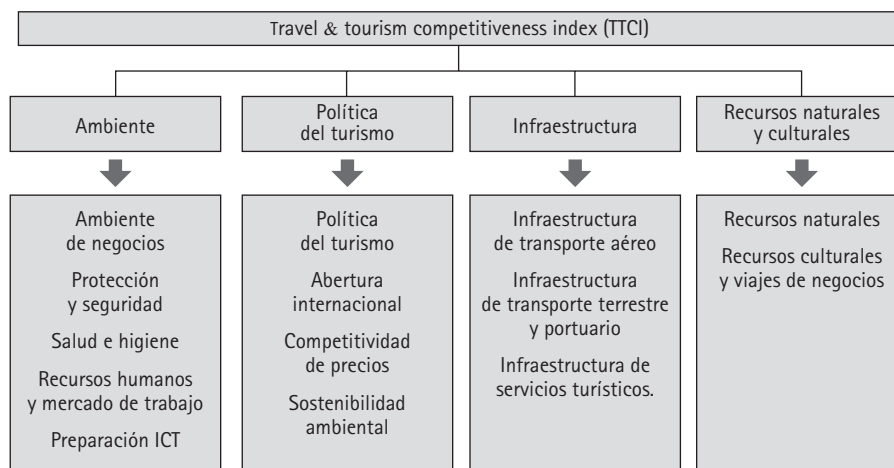 Travel & tourism competitiveness index (TTCI)
Ambiente
Política
del turismo
Infraestructura
Recursos naturales
y culturales
Ambiente
de negocios
Protección
y seguridad
Salud e higiene
Recursos humanos
y mercado de trabajo
Preparación ICT
Política
del turismo
Abertura
internacional
Competitividad
de precios
Sostenibilidad
ambiental
Infraestructura
de transporte aéreo
Infraestructura
de transporte terrestre
y portuario
Infraestructura de
servicios turísticos.
Recursos naturales
Recursos culturales
y viajes de negocios